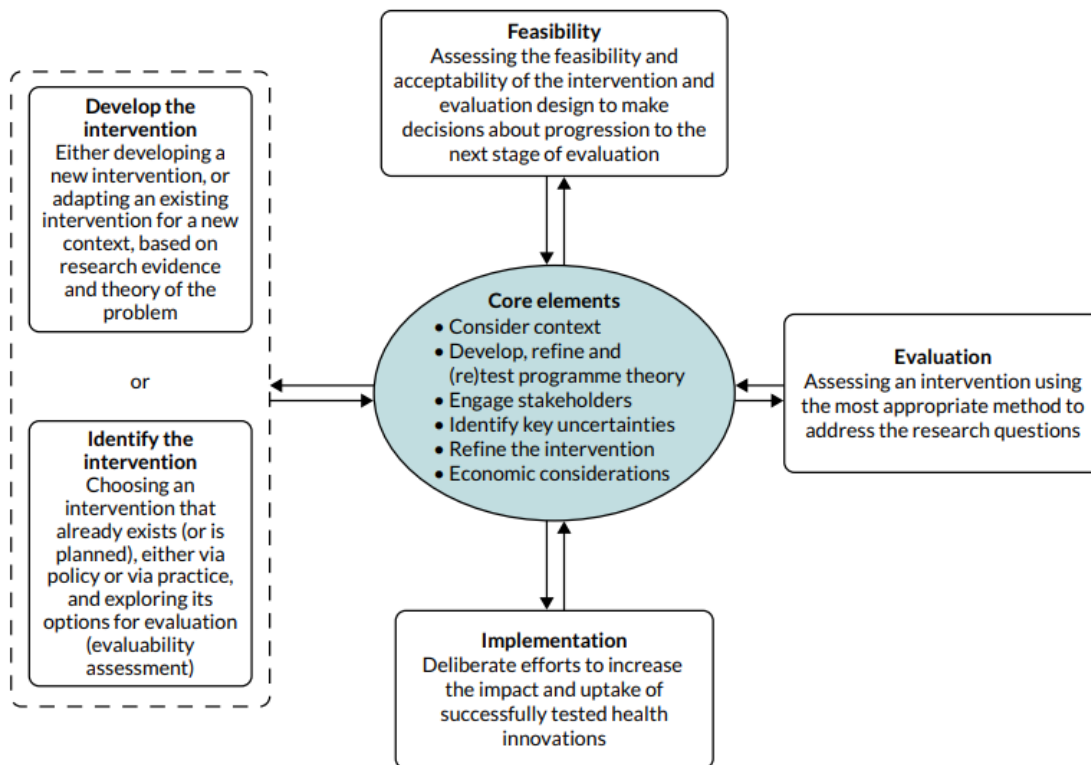 Feasibility
Assessing the feasibility and
acceptability of the intervention and
evaluation design to make
decisions about progression to the
next stage of evaluation
Develop the
intervention
Either developing a
new intervention, or
adapting an existing
intervention for a new
context, based on
research evidence
and theory of the
problem
or
Identify the
intervention
Choosing an
intervention that
already exists (or is
planned), either via
policy or via practice,
and exploring its
options for evaluation
(evaluability
assessment)
Core elements
• Consider context
• Develop, refine and
(re)test programme theory
• Engage stakeholders
• Identify key uncertainties
• Refine the intervention
• Economic considerations
Evaluation
Assessing an intervention using
the most appropriate method to
address the research questions
Implementation
Deliberate efforts to increase
the impact and uptake of
successfully tested health
innovations